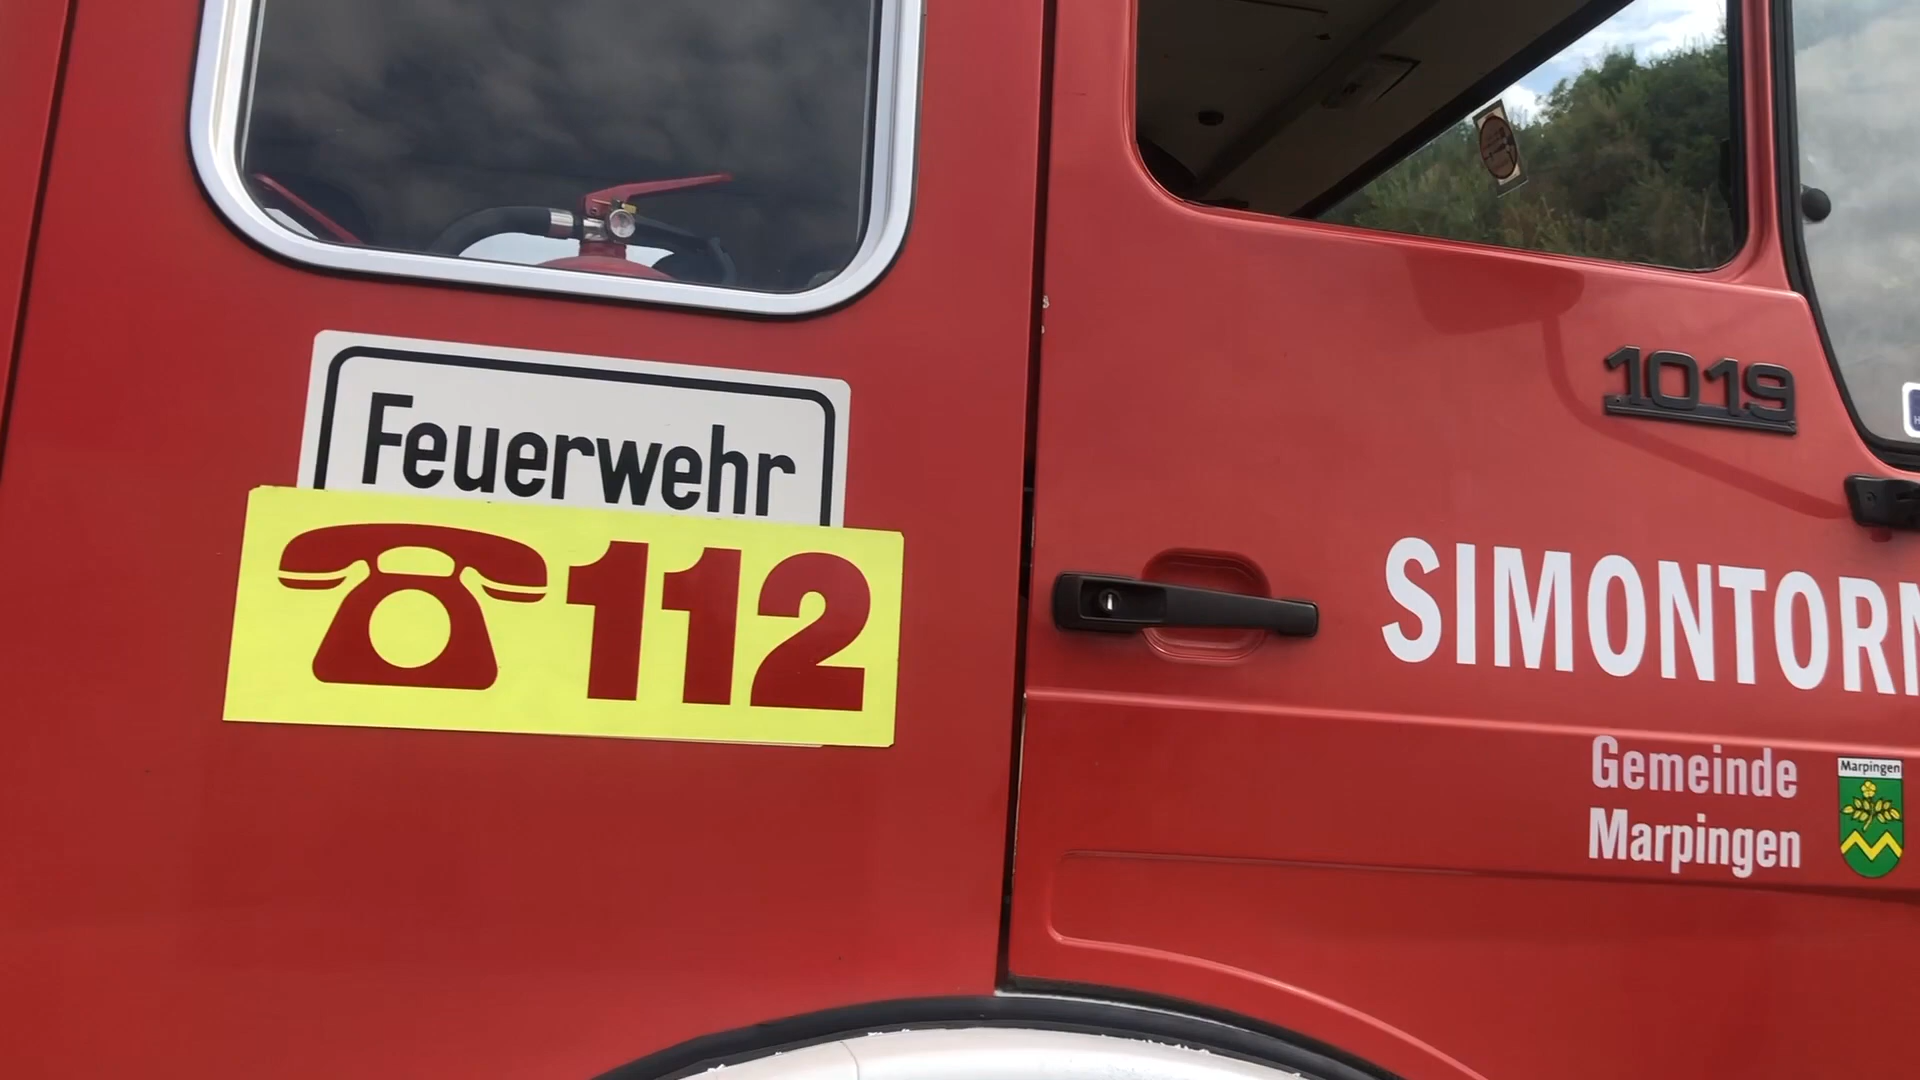 Feuerwehr
112
1019
SIMONTORN
Gemeinde
Marpingen
Marpingen